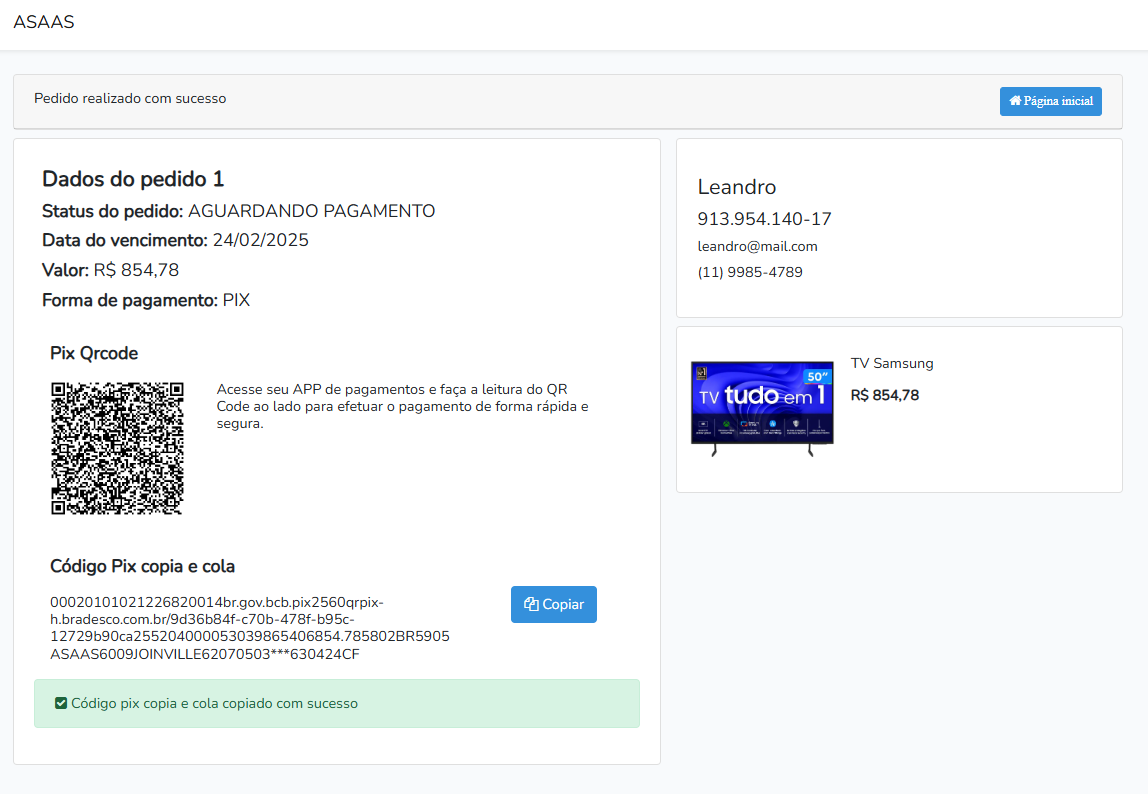 ASAAS
Pedido realizado com sucesso
Página inicial
Dados do pedido 1
Status do pedido: AGUARDANDO PAGAMENTO
Data do vencimento: 24/02/2025
Valor: R$ 854,78
Forma de pagamento: PIX
Pix Qrcode
Acesse seu APP de pagamentos e faça a leitura do QR
Code ao lado para efetuar o pagamento de forma rápida e
segura.
Código Pix copia e cola
00020101021226820014br.gov.bcb.pix2560qrpix-
h.bradesco.com.br/9d36b84f-c70b-478f-b95c-
12729b90ca2552040000530398654068​54.785802BR5905
ASAAS6009JOINVILLE62070503***630424CF
Copiar
Código pix copia e cola copiado com sucesso
Leandro
913.954.140-17
leandro@mail.com
(11) 9985-4789
50"
TV tudo em 1
TV Samsung
R$ 854,78